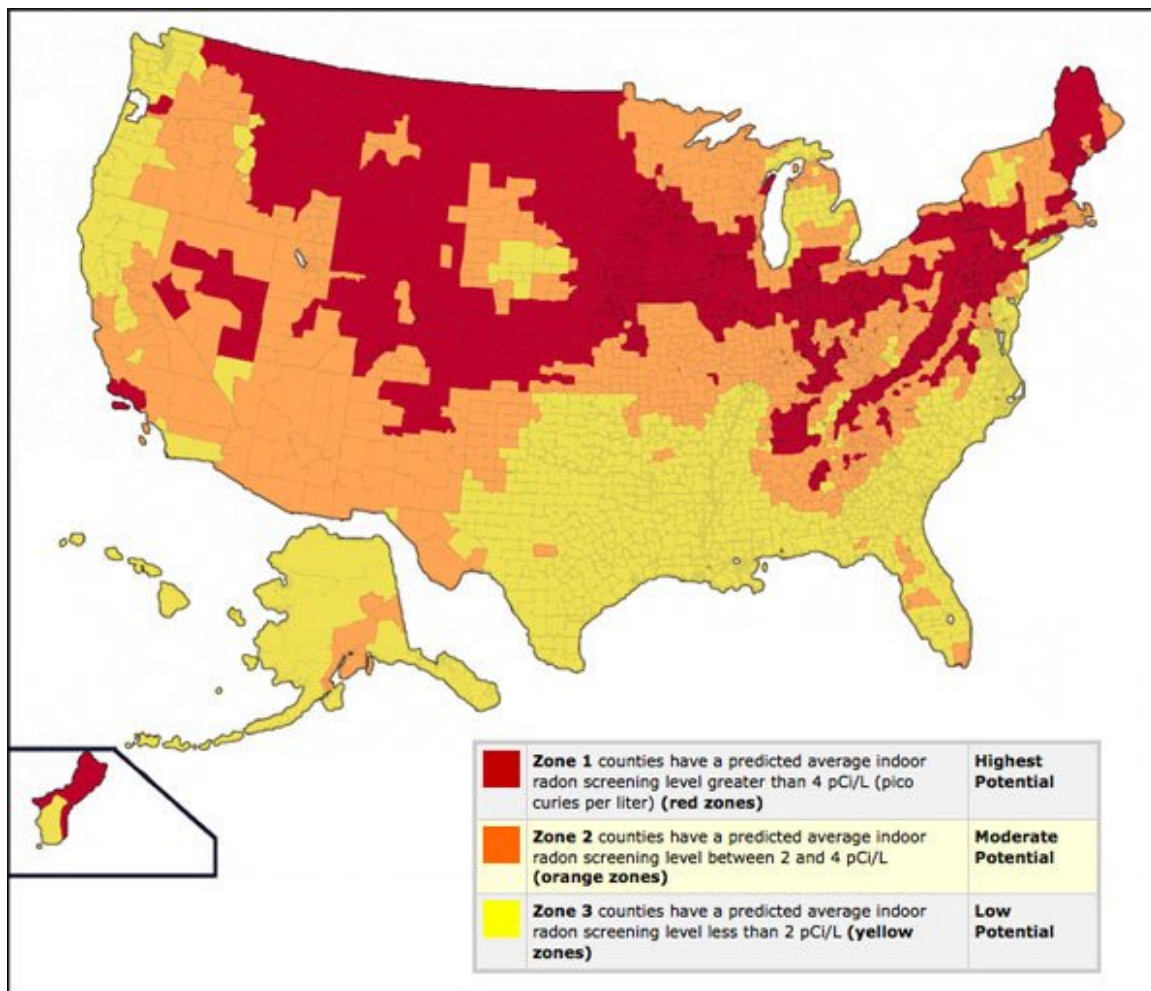 Zone 1 counties have a predicted average indoor
radon screening level greater than 4 pCi/L (pico
curies per liter) (red zones)
Highest
Potential
Zone 2 counties have a predicted average indoor
radon screening level between 2 and 4 pCi/L
(orange zones)
Moderate
Potential
Zone 3 counties have a predicted average indoor
radon screening level less than 2 pCi/L (yellow
zones)
Low
Potential